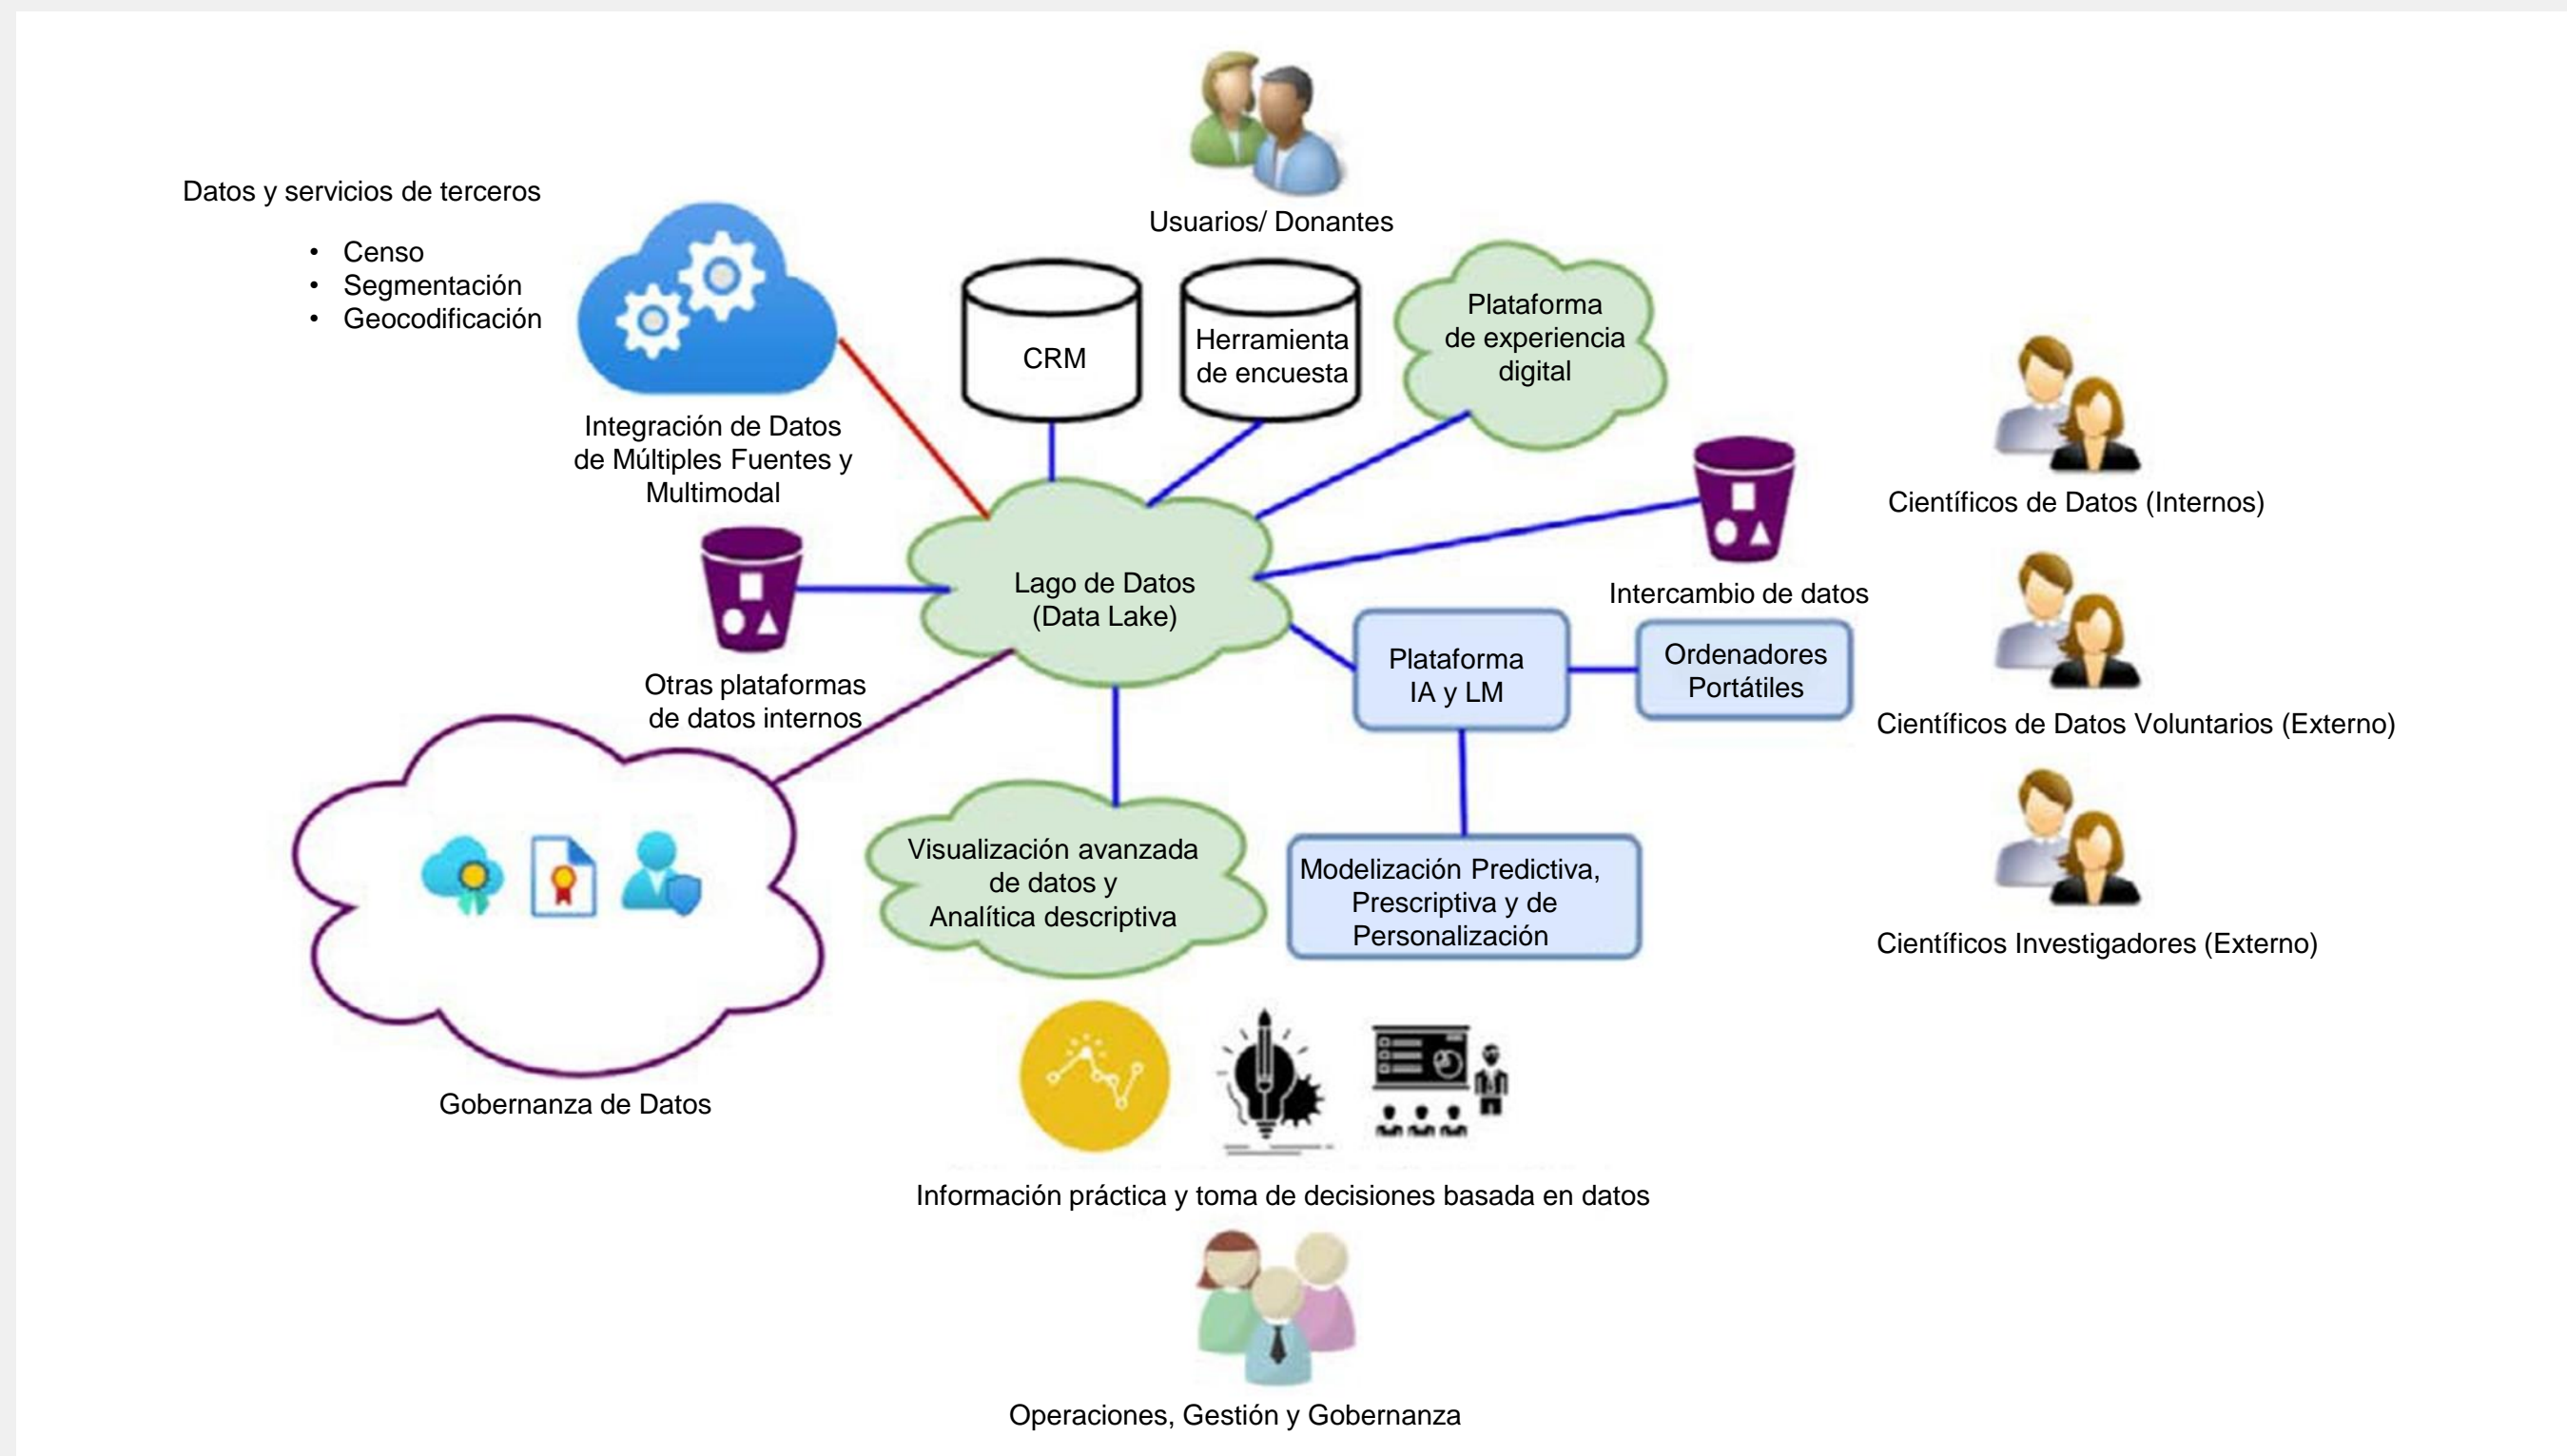 Usuarios/ Donantes
Datos y servicios de terceros
• Censo
• Segmentación
• Geocodificación
Integración de Datos
de Múltiples Fuentes y
Multimodal
CRM
Herramienta
de encuesta
Plataforma
de experiencia
digital
Científicos de Datos (Internos)
Lago de Datos
(Data Lake)
Intercambio de datos
Otras plataformas
de datos internos
Plataforma
IA y LM
Ordenadores
Portátiles
Científicos de Datos Voluntarios (Externo)
Visualización avanzada
de datos y
Analítica descriptiva
Modelización Predictiva,
Prescriptiva y de
Personalización
Científicos Investigadores (Externo)
Gobernanza de Datos
Información práctica y toma de decisiones basada en datos
Operaciones, Gestión y Gobernanza